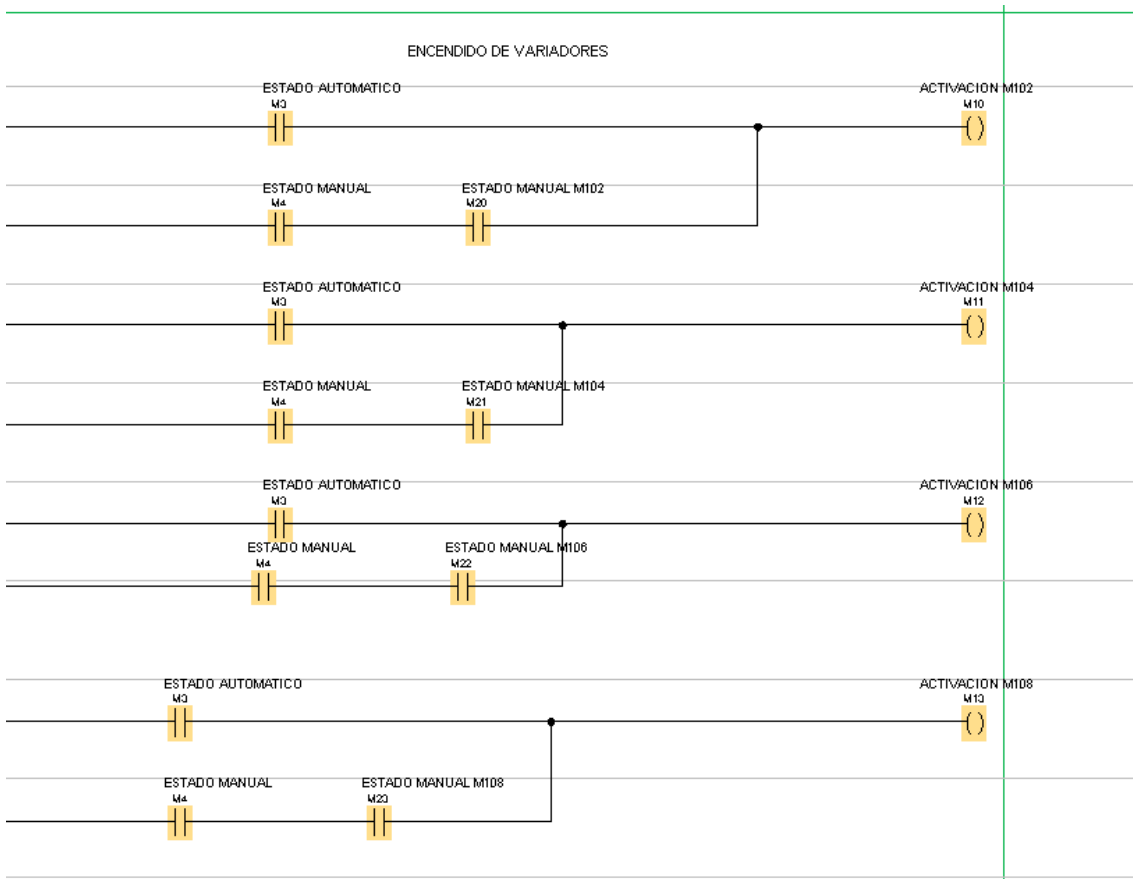 ENCENDIDO DE VARIADORES
ESTADO AUTOMATICO ACTIVACION M102
M3 M10
ESTADO MANUAL ESTADO MANUAL M102
M4 M20
ESTADO AUTOMATICO ACTIVACION M104
M3 M11
ESTADO MANUAL ESTADO MANUAL M104
M4 M21
ESTADO AUTOMATICO ACTIVACION M106
M3 M12
ESTADO MANUAL ESTADO MANUAL M106
M4 M22
ESTADO AUTOMATICO ACTIVACION M108
M3 M13
ESTADO MANUAL ESTADO MANUAL M108
M4 M23